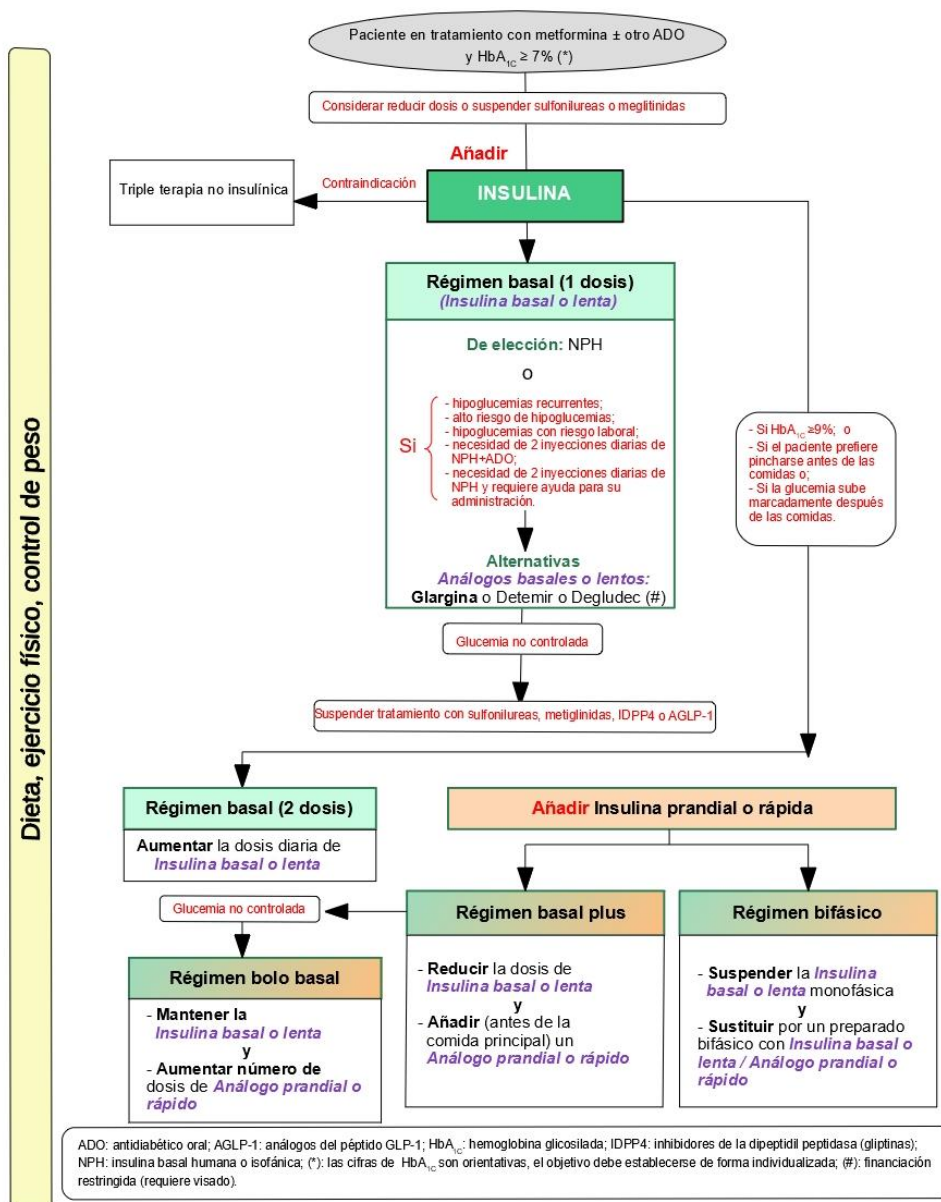 Paciente en tratamiento con metformina ± otro ADO
y HbA1C ≥ 7% (*)
Considerar reducir dosis o suspender sulfonilureas o meglitinidas
Añadir
Triple terapia no insulínica
Contraindicación
INSULINA
Régimen basal (1 dosis)
(Insulina basal o lenta)
De elección: NPH
o
Si
- hipoglucemias recurrentes;
- alto riesgo de hipoglucemias;
- hipoglucemias con riesgo laboral;
- necesidad de 2 inyecciones diarias de
NPH+ADO;
- necesidad de 2 inyecciones diarias de
NPH y requiere ayuda para su
administración.
Alternativas
Análogos basales o lentos:
Glargina o Detemir o Degludec (#)
- Si HbA1C ≥9%; o
- Si el paciente prefiere
pincharse antes de las
comidas o;
- Si la glucemia sube
marcadamente después
de las comidas.
Glucemia no controlada
Suspender tratamiento con sulfonilureas, metiglinidas, IDPP4 o AGLP-1
Dieta, ejercicio físico, control de peso
Régimen basal (2 dosis)
Aumentar la dosis diaria de
Insulina basal o lenta
Añadir Insulina prandial o rápida
Glucemia no controlada
Régimen basal plus
- Reducir la dosis de
Insulina basal o lenta
y
- Añadir (antes de la
comida principal) un
Análogo prandial o rápido
Régimen bifásico
- Suspender la Insulina
basal o lenta monofásica
y
- Sustituir por un preparado
bifásico con Insulina basal o
lenta / Análogo prandial o
rápido
Régimen bolo basal
- Mantener la
Insulina basal o lenta
y
- Aumentar número de
dosis de Análogo prandial o
rápido
ADO: antidiabético oral; AGLP-1: análogos del péptido GLP-1; HbA1C: hemoglobina glicosilada; IDPP4: inhibidores de la dipeptidil peptidasa (gliptinas);
NPH: insulina basal humana o isofánica; (*): las cifras de HbA1C son orientativas, el objetivo debe establecerse de forma individualizada; (#): financiación
restringida (requiere visado).